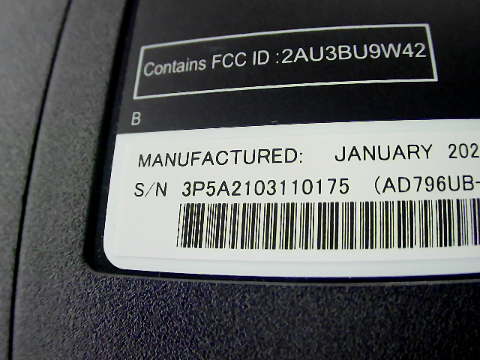 Contains FCC ID :2AU3BU9W42
B
MANUFACTURED: JANUARY 202
S/N 3P5A2103110175 (AD796UB-